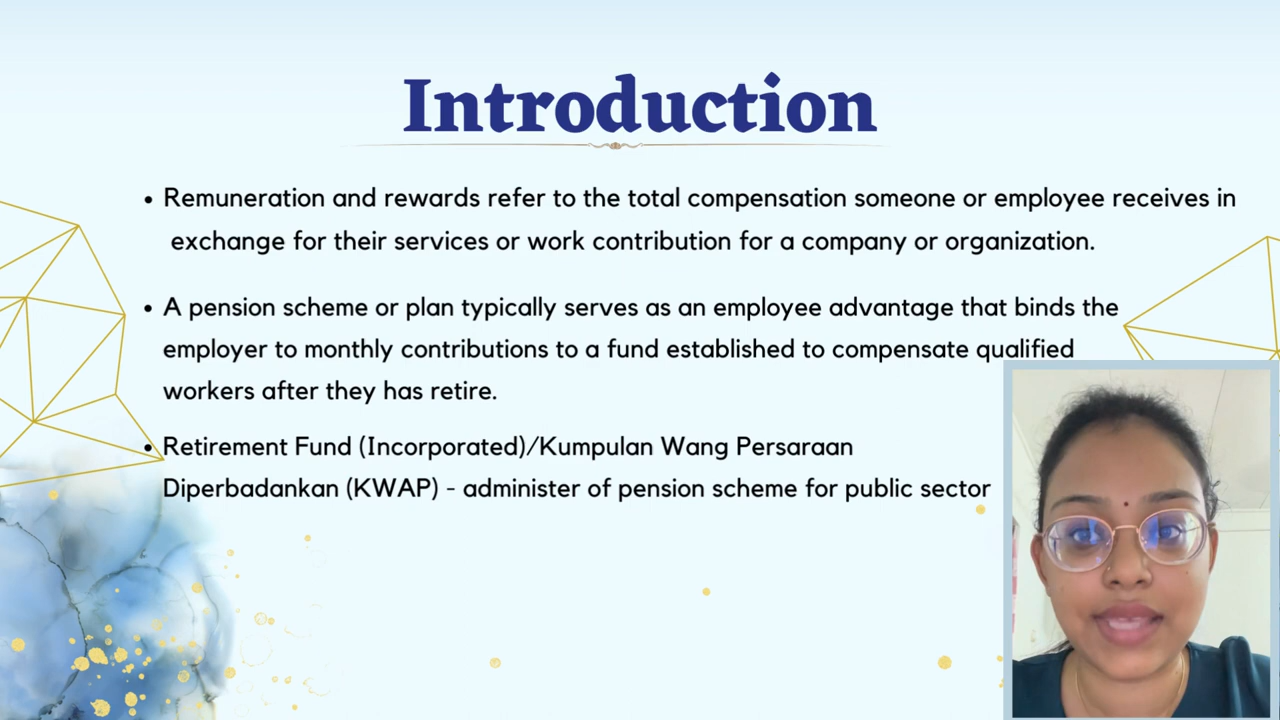 Introduction
• Remuneration and rewards refer to the total compensation someone or employee receives in
exchange for their services or work contribution for a company or organization.
• A pension scheme or plan typically serves as an employee advantage that binds the
employer to monthly contributions to a fund established to compensate qualified
workers after they has retire.
• Retirement Fund (Incorporated)/Kumpulan Wang Persaraan
Diperbadankan (KWAP) - administer of pension scheme for public sector